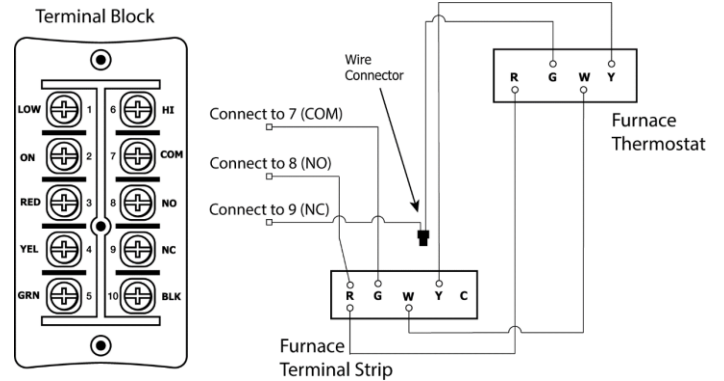 Terminal Block
LOW 1 6 HI
ON 2 7 COM
RED 3 8 NO
YEL 4 9 NC
GRN 5 10 BLK
Wire
Connector
Connect to 7 (COM)
Connect to 8 (NO)
Connect to 9 (NC)
R G W Y
Furnace
Thermostat
R G W Y C
Furnace
Terminal Strip